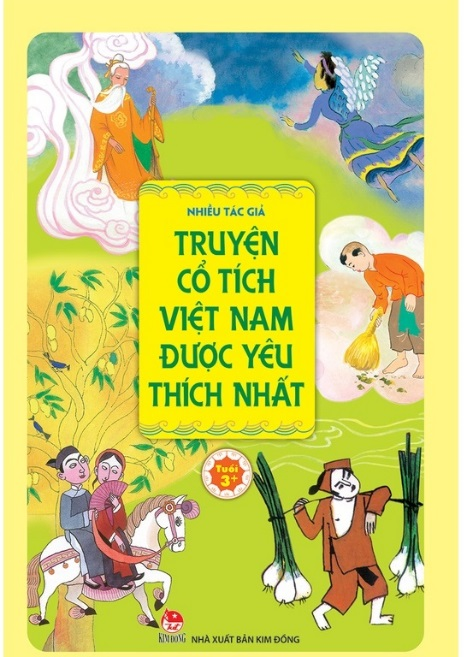 NHIỀU TÁC GIẢ
TRUYỆN
CỔ TÍCH
VIỆT NAM
ĐƯỢC YÊU
THÍCH NHẤT
Tuổi
3+
KIM ĐỒNG
NHÀ XUẤT BẢN KIM ĐỒNG